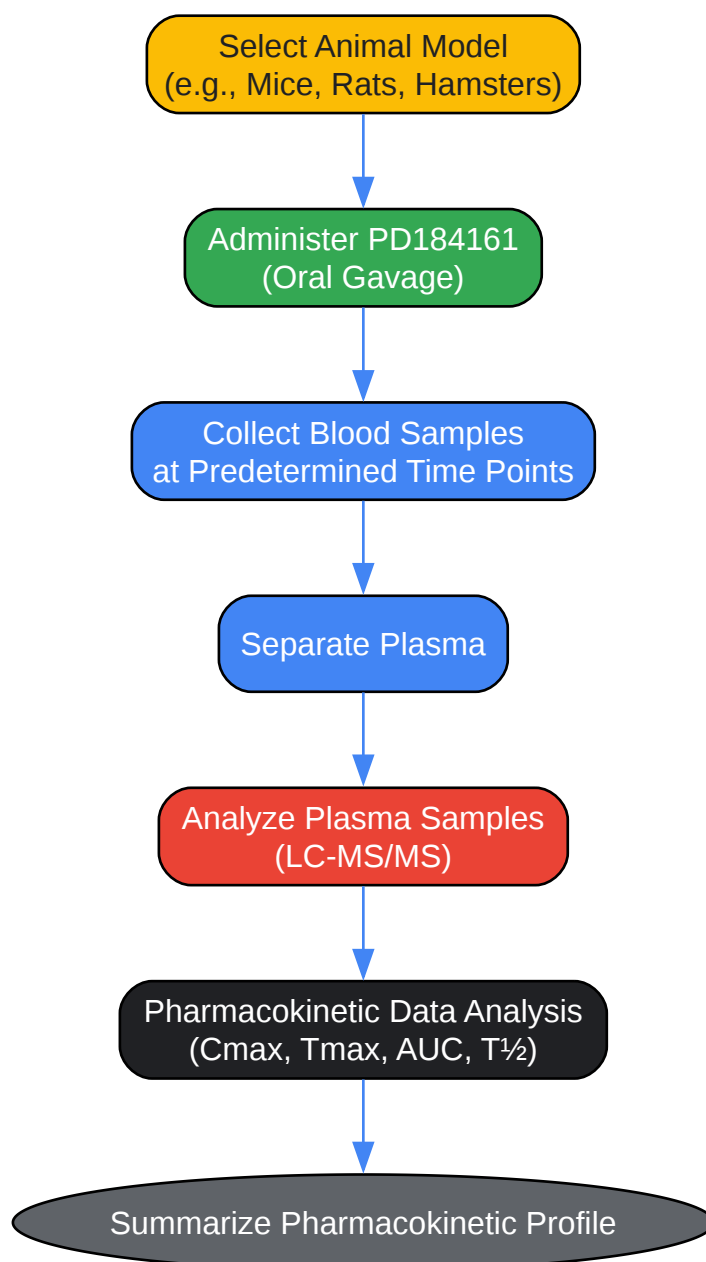 Select Animal Model
(e.g., Mice, Rats, Hamsters)
Administer PD184161
(Oral Gavage)
Collect Blood Samples
at Predetermined Time Points
Separate Plasma
Analyze Plasma Samples
(LC-MS/MS)
Pharmacokinetic Data Analysis
(Cmax, Tmax, AUC, T½)
Summarize Pharmacokinetic Profile